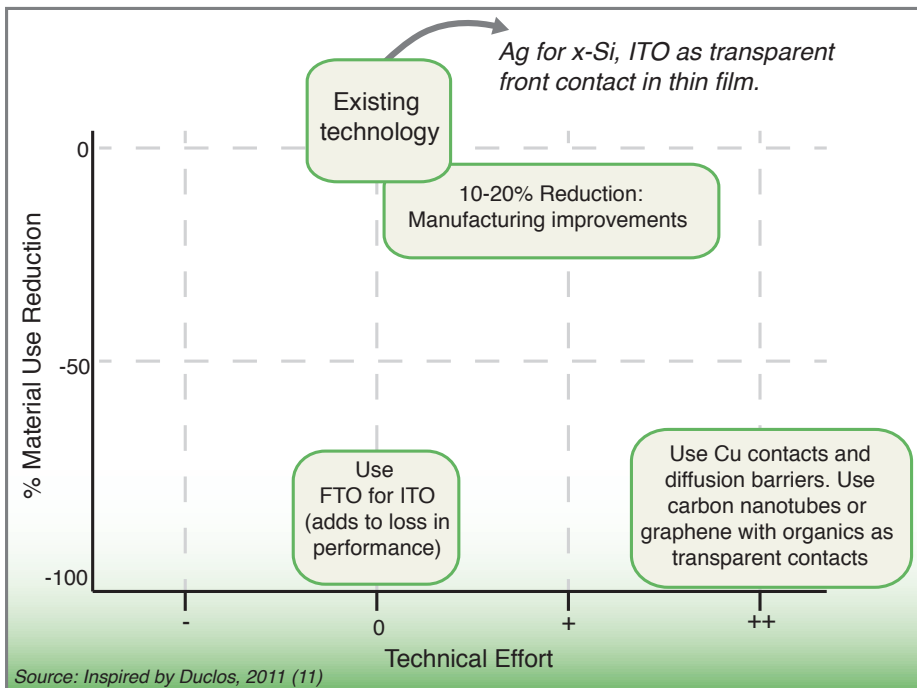 Ag for x-Si, ITO as transparent
front contact in thin film.
Existing
technology
0
10-20% Reduction:
Manufacturing improvements
% Material Use Reduction
-50
Use
FTO for ITO
(adds to loss in
performance)
Use Cu contacts and
diffusion barriers. Use
carbon nanotubes or
graphene with organics as
transparent contacts
-100
-
0
+
++
Technical Effort
Source: Inspired by Duclos, 2011 (11)